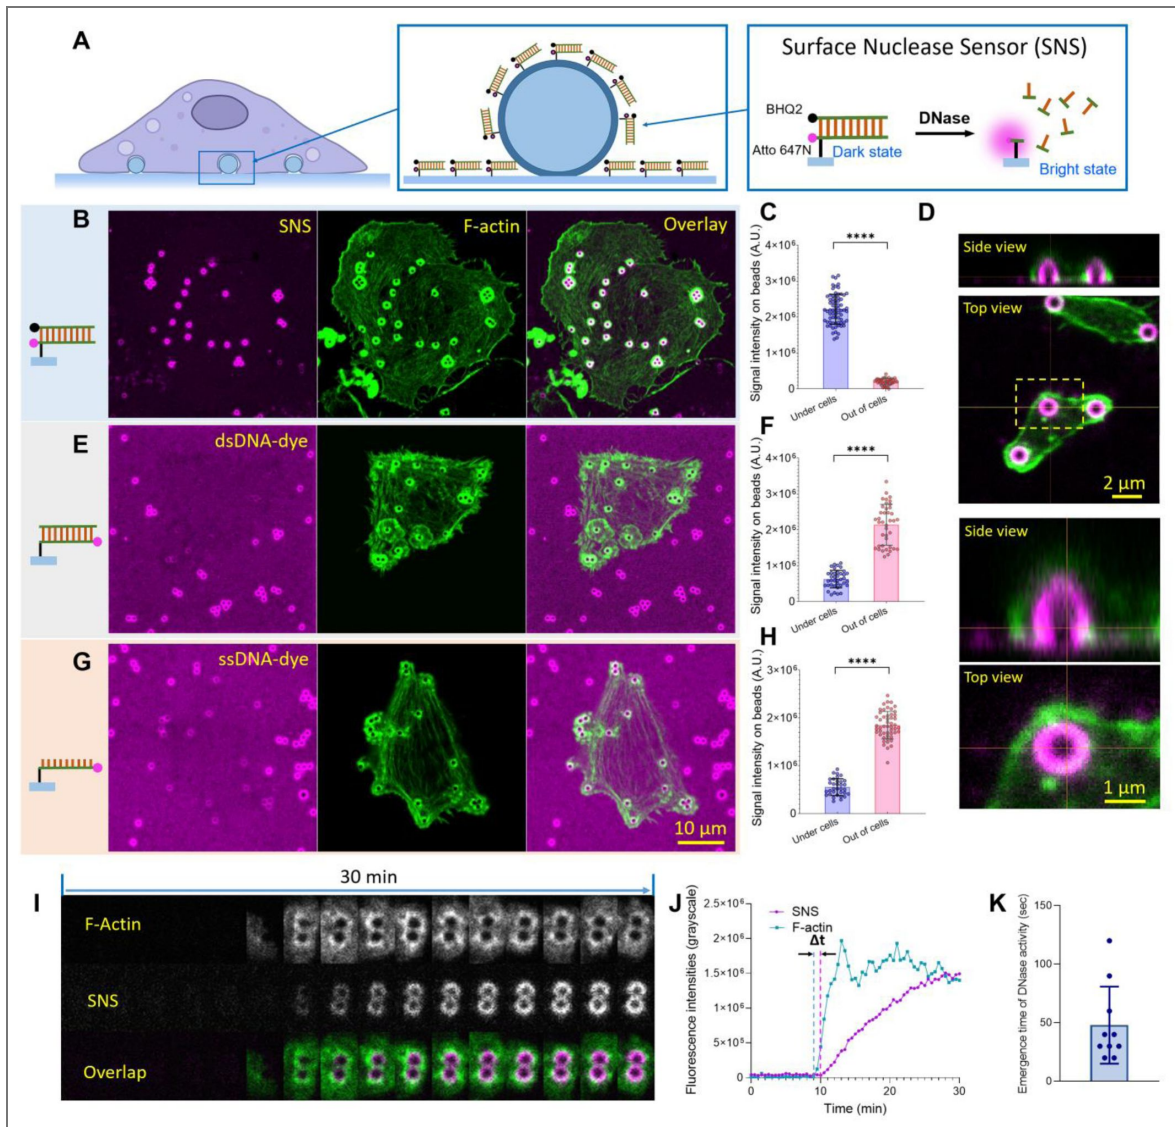 A
Surface Nuclease Sensor (SNS)
BHQ2
Atto 647N
Dark state
DNase
Bright state
B
SNS
F-actin
Overlay
C
Signal intensity on beads (A.U.)
4×10⁶
3×10⁶
2×10⁶
1×10⁶
0
****
Under cells
Out of cells
D
Side view
Top view
2 μm
Side view
Top view
1 μm
E
dsDNA-dye
F
Signal intensity on beads (A.U.)
4×10⁶
3×10⁶
2×10⁶
1×10⁶
0
****
Under cells
Out of cells
G
ssDNA-dye
10 μm
H
Signal intensity on beads (A.U.)
3×10⁶
2×10⁶
1×10⁶
0
****
Under cells
Out of cells
I
30 min
F-Actin
SNS
Overlap
J
Fluorescence intensities (grayscale)
2.5×10⁶
2.0×10⁶
1.5×10⁶
1.0×10⁶
5.0×10⁵
0
SNS
F-actin
Δt
0
10
20
30
Time (min)
K
Emergence time of DNase activity (sec)
150
100
50
0